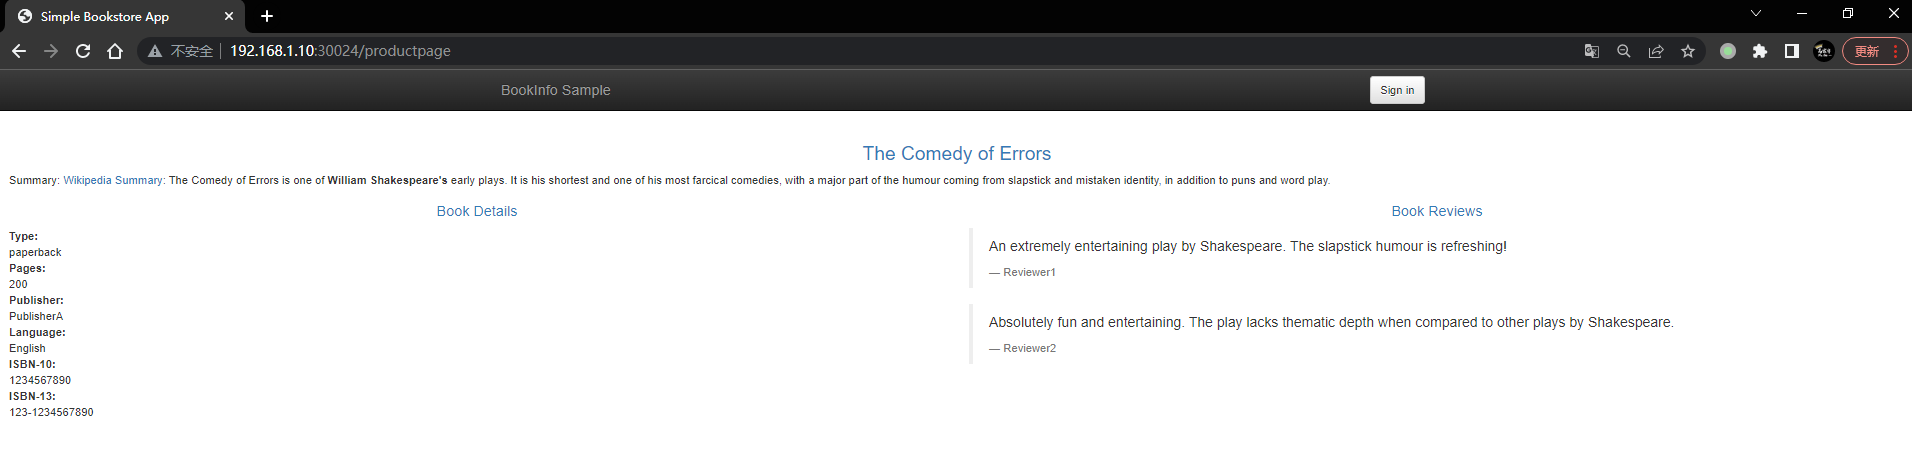 Simple Bookstore App
不安全 192.168.1.10:30024/productpage
更新
BookInfo Sample
Sign in
The Comedy of Errors
Summary: Wikipedia Summary: The Comedy of Errors is one of William Shakespeare's early plays. It is his shortest and one of his most farcical comedies, with a major part of the humour coming from slapstick and mistaken identity, in addition to puns and word play.
Book Details
Type:
paperback
Pages:
200
Publisher:
PublisherA
Language:
English
ISBN-10:
1234567890
ISBN-13:
123-1234567890
Book Reviews
An extremely entertaining play by Shakespeare. The slapstick humour is refreshing!
— Reviewer1
Absolutely fun and entertaining. The play lacks thematic depth when compared to other plays by Shakespeare.
— Reviewer2